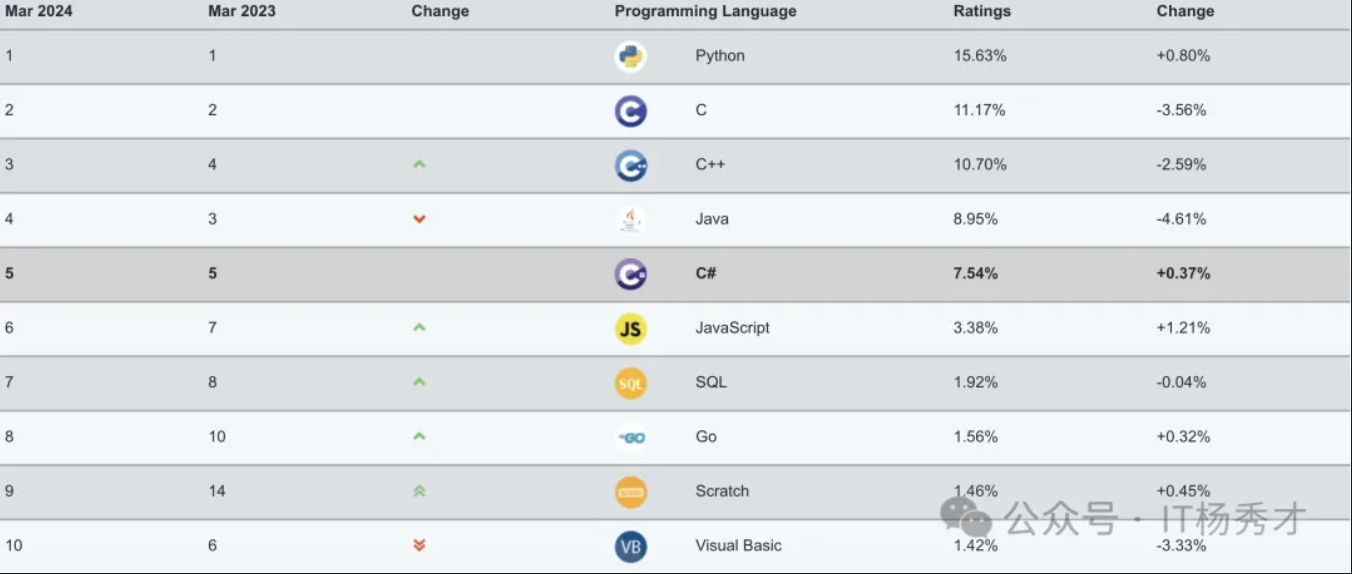 Mar 2024 Mar 2023 Change Programming Language Ratings Change
1 1 Python 15.63% +0.80%
2 2 C C 11.17% -3.56%
3 4 C++ C++ 10.70% -2.59%
4 3 Java 8.95% -4.61%
5 5 C C# 7.54% +0.37%
6 7 JS JavaScript 3.38% +1.21%
7 8 SQL SQL 1.92% -0.04%
8 10 GO Go 1.56% +0.32%
9 14 Scratch 1.46% +0.45%
10 6 VB Visual Basic 1.42% -3.33%
公众号·IT杨秀才